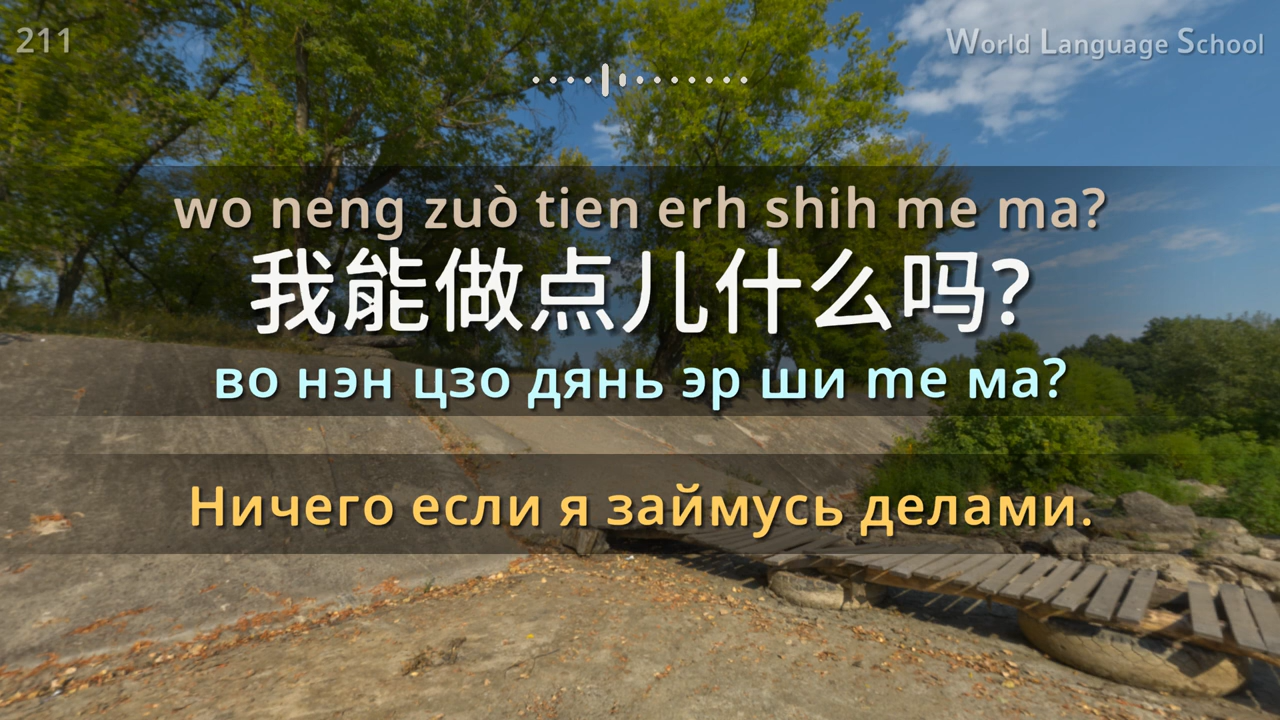 211
World Language School
wo neng zuò tien erh shih me ma?
我能做点儿什么吗?
во нэн цзо дянь эр ши me ма?
Ничего если я займусь делами.